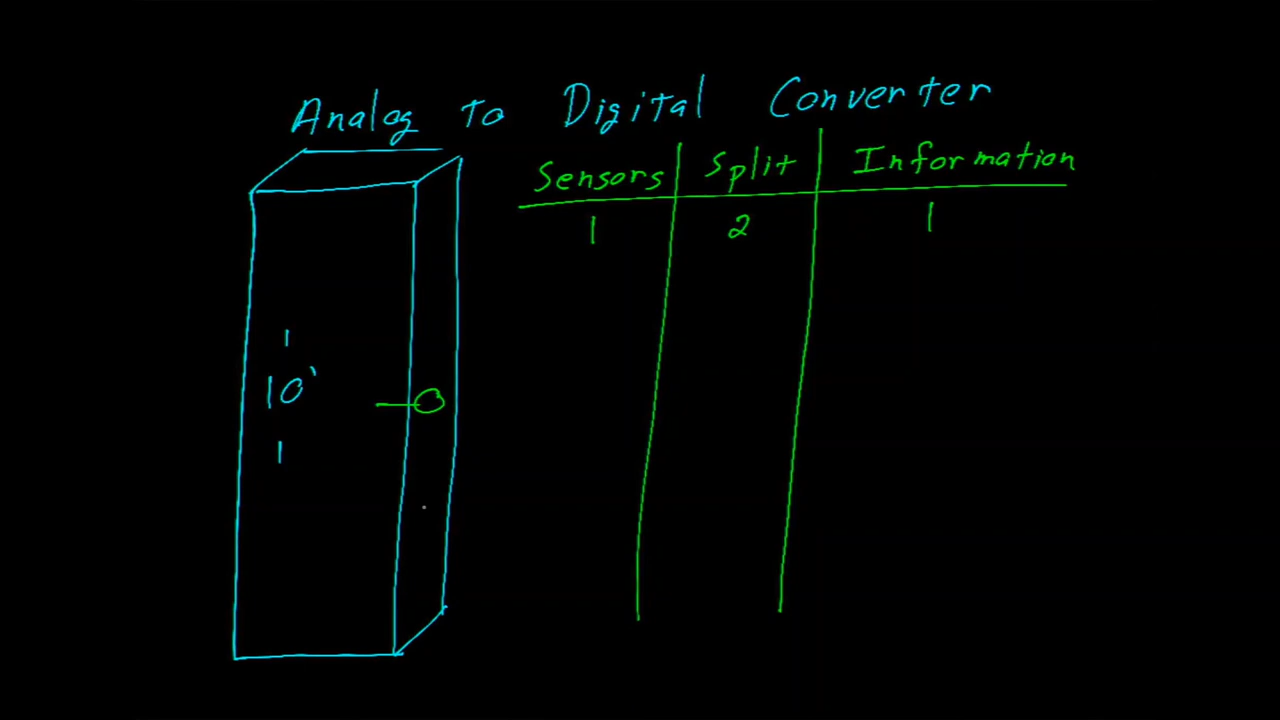 Analog to Digital Converter
Sensors Split Information
1 2 1
10'